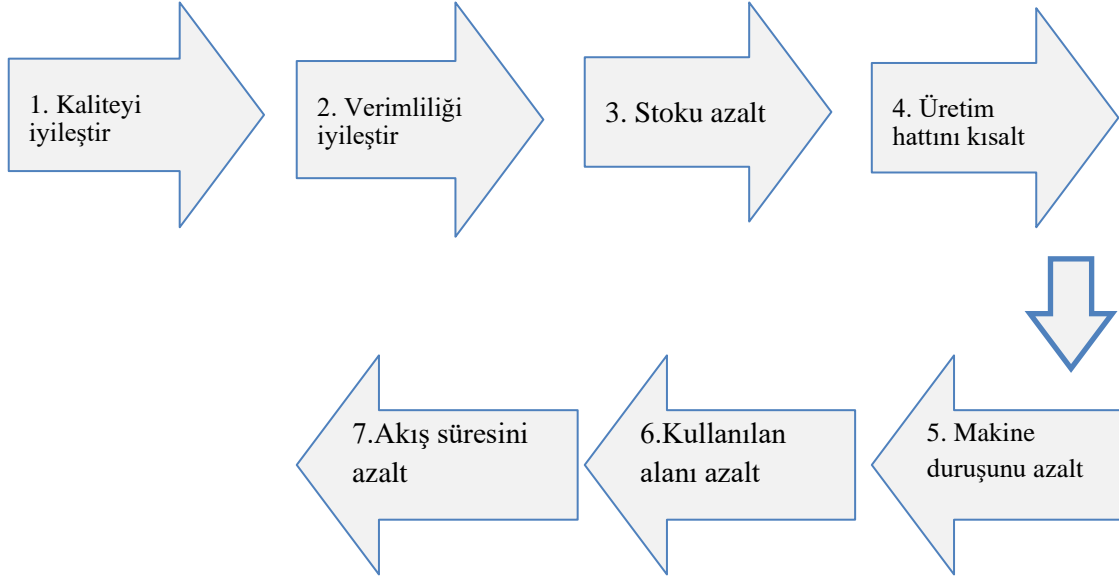 1. Kaliteyi
iyileştir
2. Verimliliği
iyileştir
3. Stoku azalt
4. Üretim
hattını kısalt
5. Makine
duruşunu azalt
6.Kullanılan
alanı azalt
7.Akış süresini
azalt